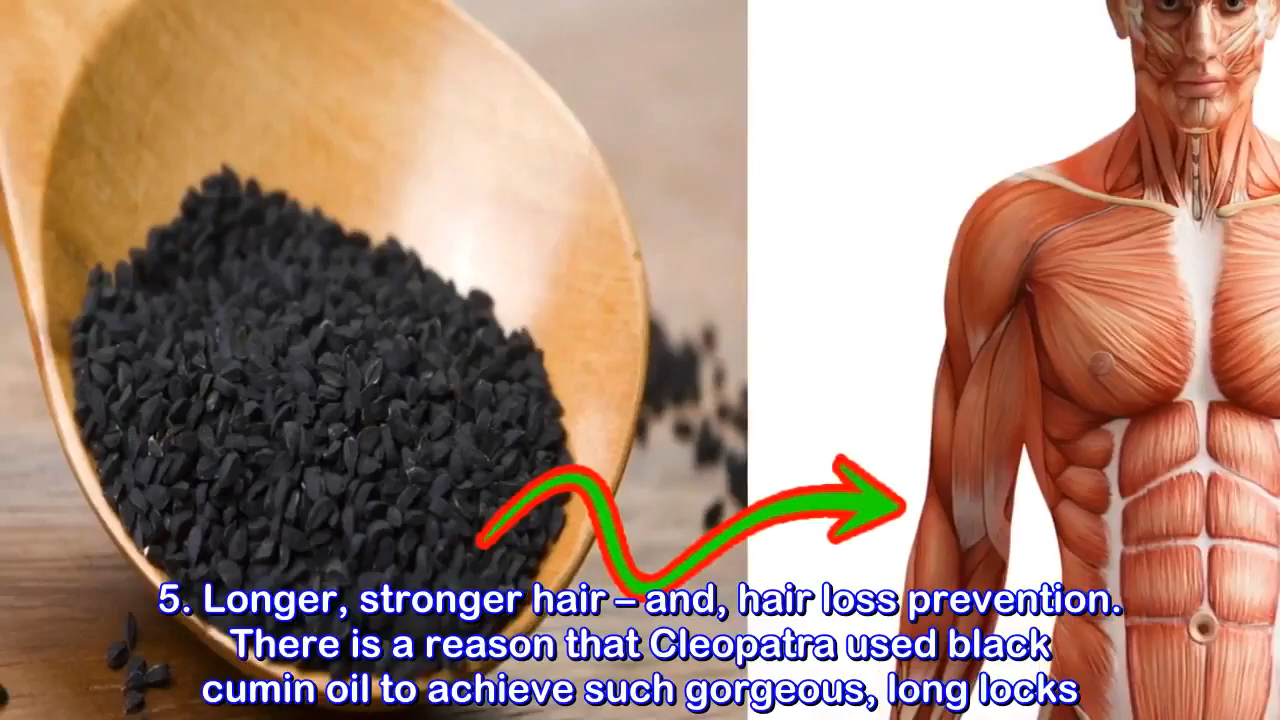 5. Longer, stronger hair – and, hair loss prevention.
There is a reason that Cleopatra used black
cumin oil to achieve such gorgeous, long locks